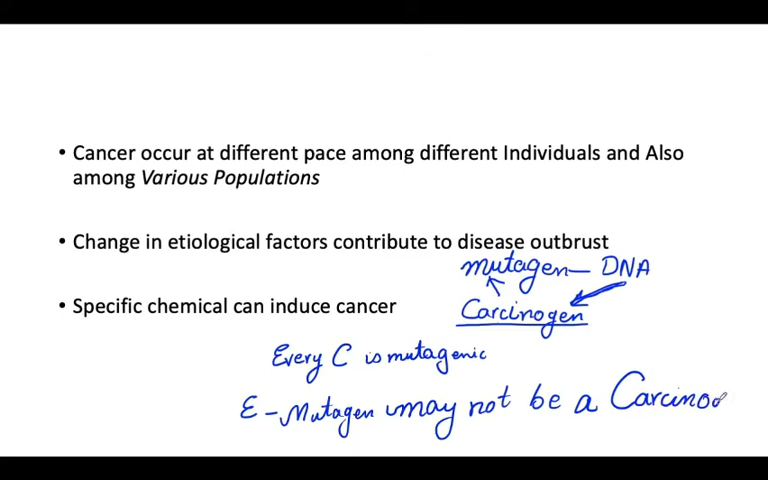 • Cancer occur at different pace among different Individuals and Also
among Various Populations
• Change in etiological factors contribute to disease outbrust
mutagen— DNA
• Specific chemical can induce cancer
Carcinogen
Every C is mutagenic
E - Mutagen may not be a Carcino